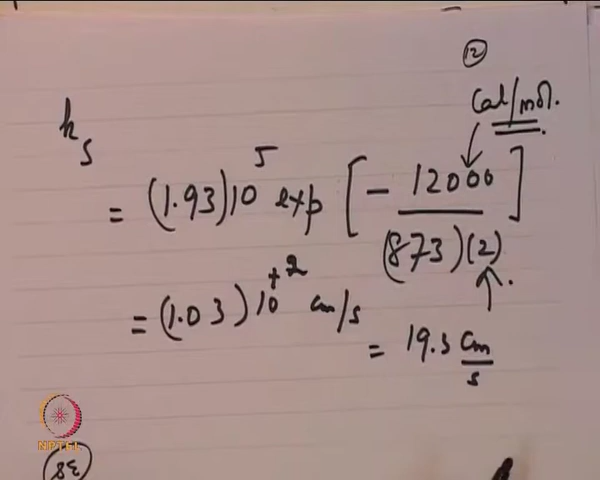 12
Cal/mol.
k_s
= (1.93)10^5 exp [ - 12000 / (873)(2) ]
= (1.03)10^+2 cm/s
= 19.3 cm/s
NPTEL
38